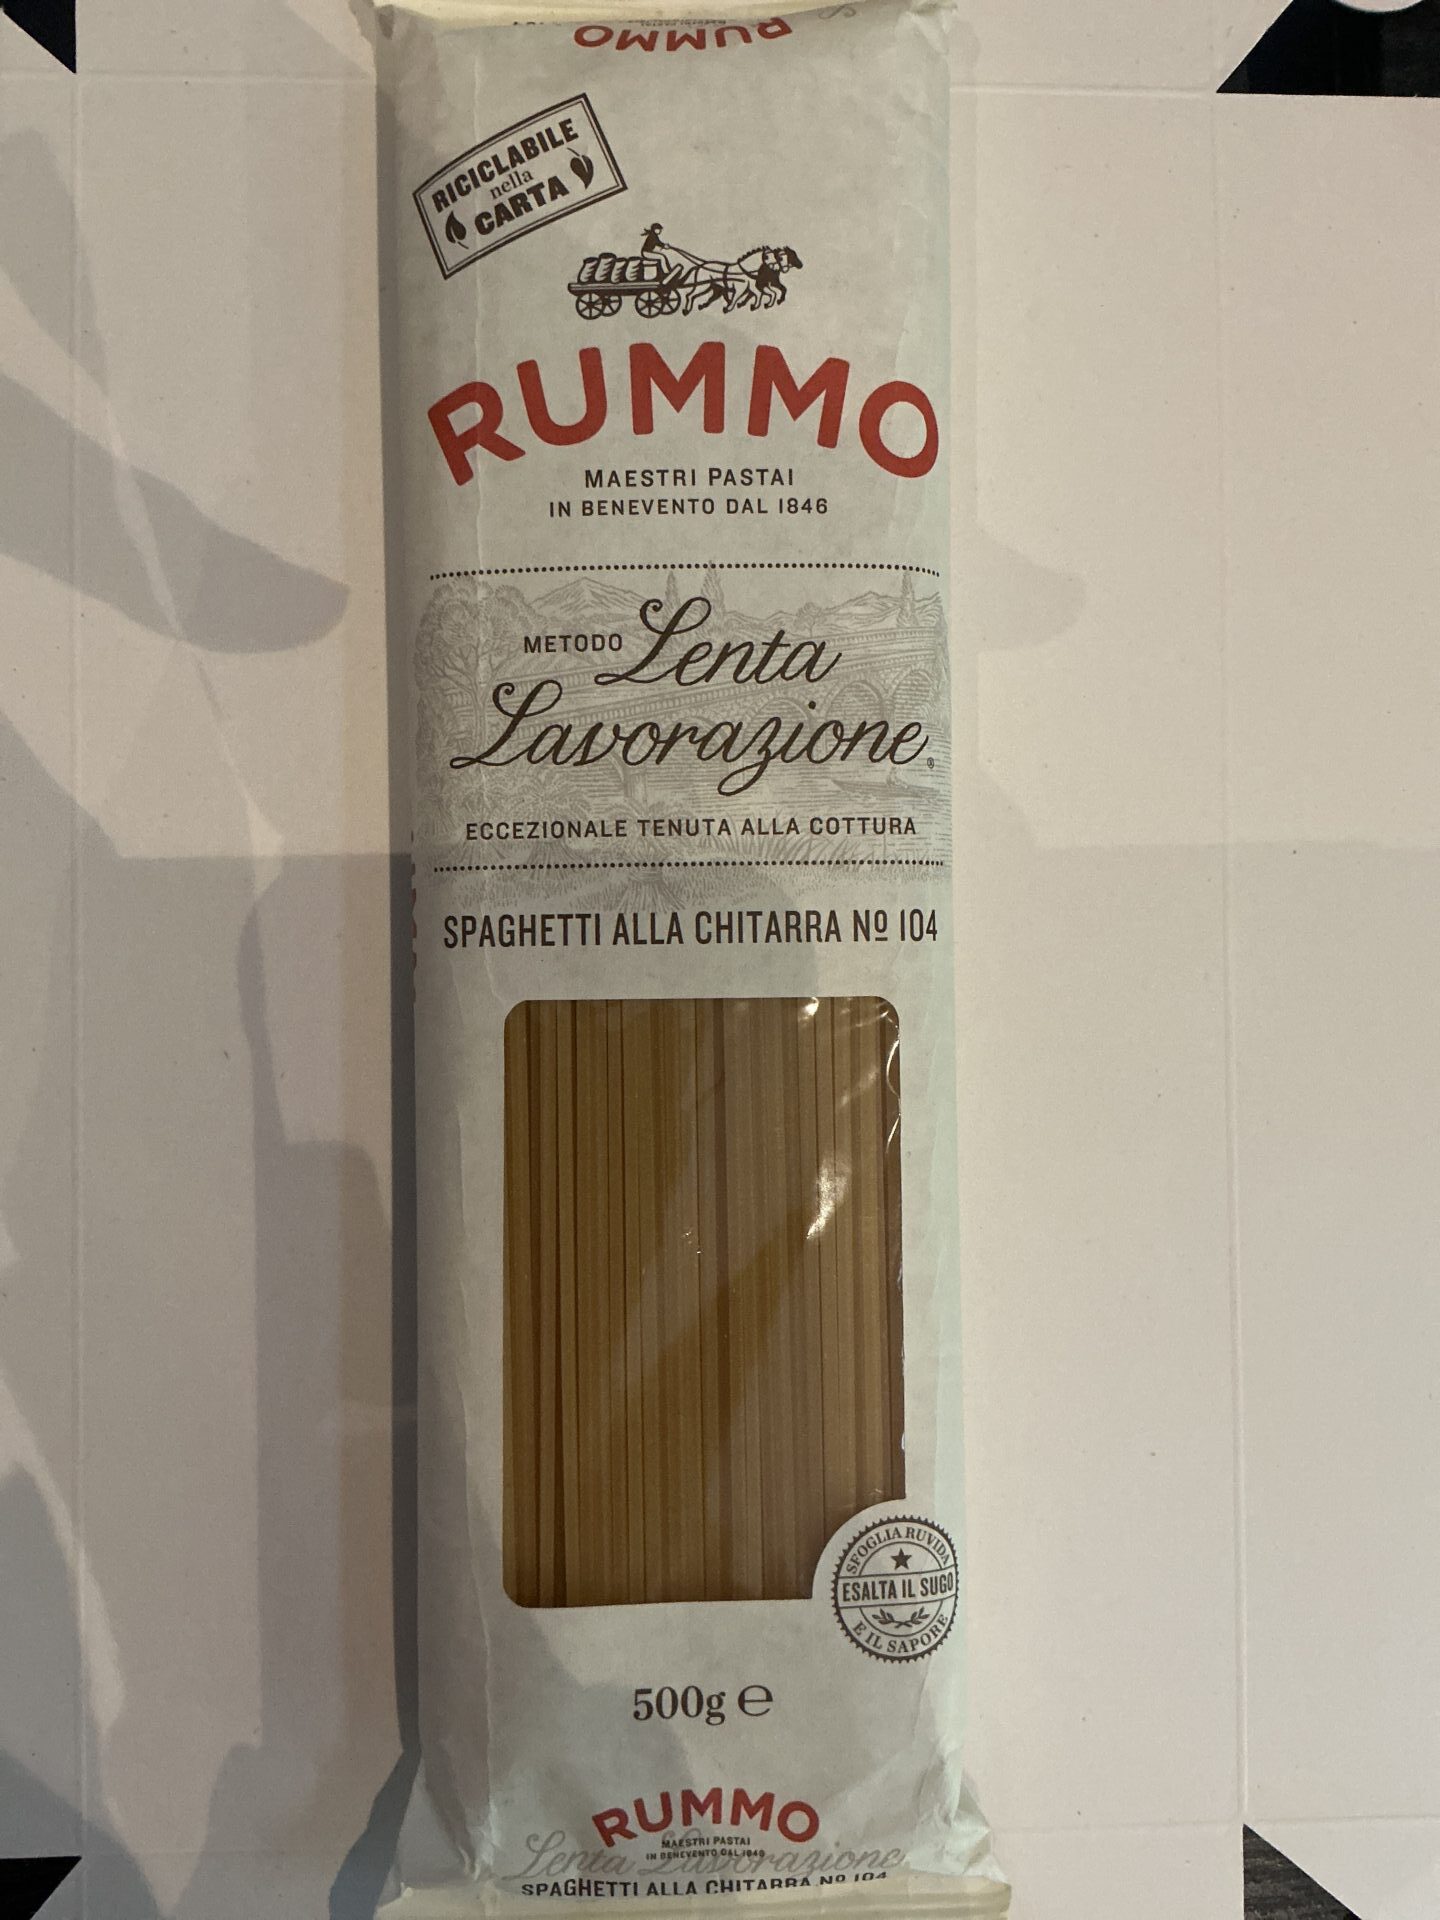 RUMMO
RICICLABILE
nella
CARTA
RUMMO
MAESTRI PASTAI
IN BENEVENTO DAL 1846
METODO Lenta
Lavorazione®
ECCEZIONALE TENUTA ALLA COTTURA
SPAGHETTI ALLA CHITARRA Nº 104
SFOGLIA RUVIDA
ESALTA IL SUGO
E IL SAPORE
500g ℮
RUMMO
MAESTRI PASTAI
IN BENEVENTO DAL 1846
Lenta Lavorazione
SPAGHETTI ALLA CHITARRA Nº 104